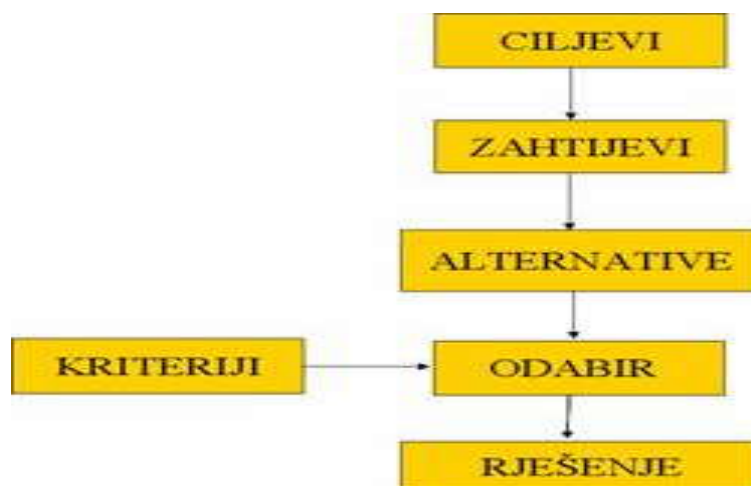 CILJEVI
ZAHTIJEVI
ALTERNATIVE
KRITERIJI
ODABIR
RJEŠENJE